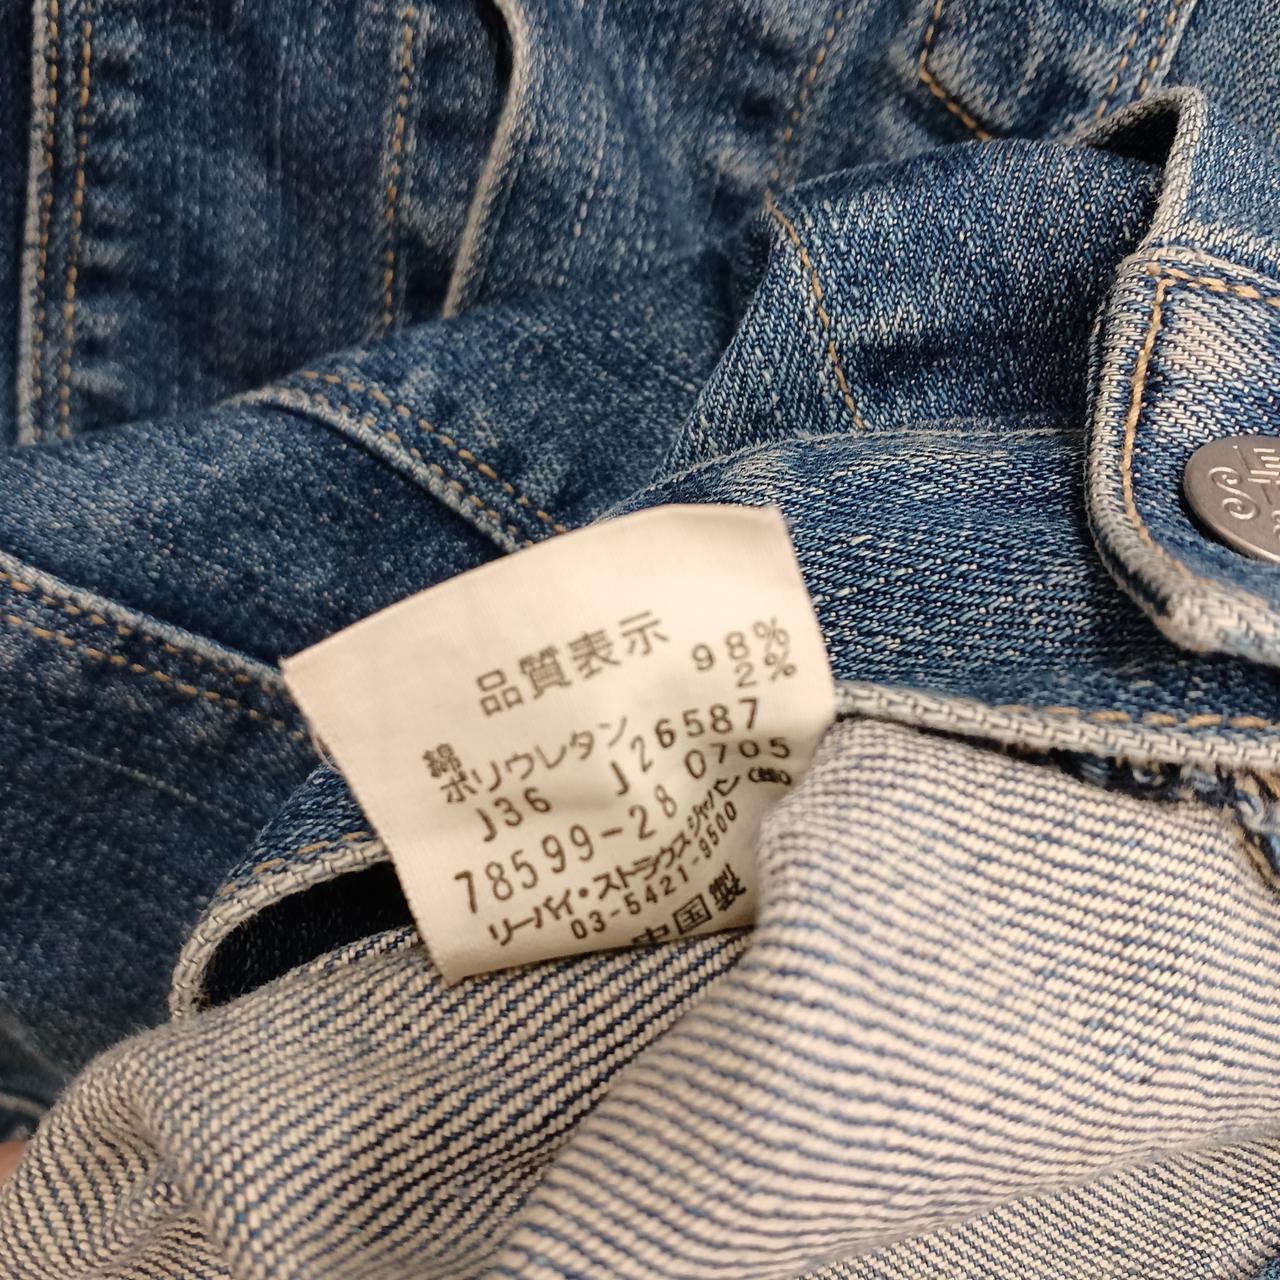 品質表示
綿 98%
ポリウレタン 2%
J36 J26587
78599-28 0705
リーバイ・ストラウスジャパン(株)
03-5421-9500
中国製